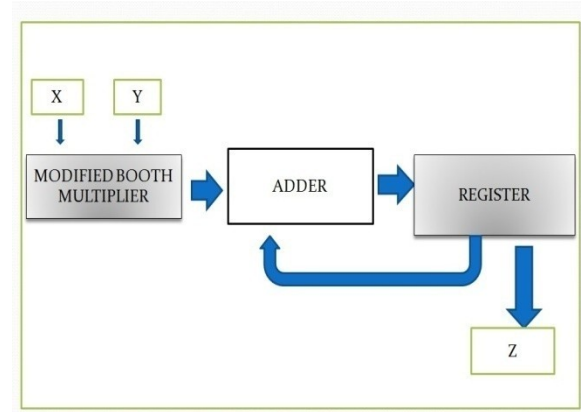 X
Y
MODIFIED BOOTH
MULTIPLIER
ADDER
REGISTER
Z